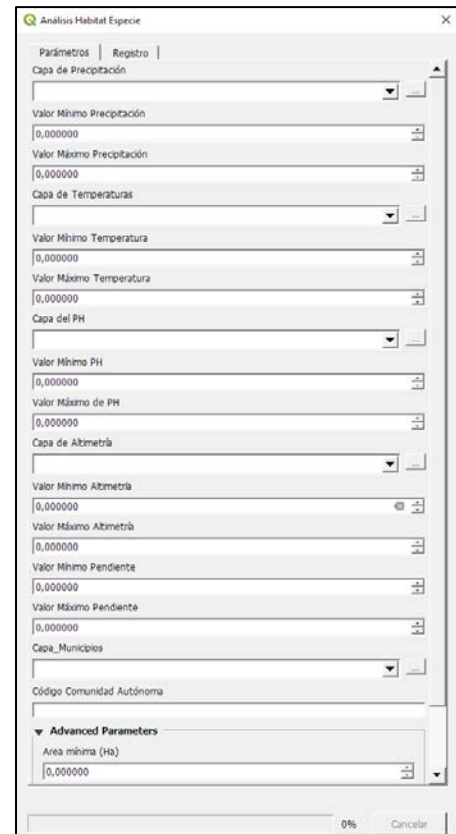 Análisis Habitat Especie
Parámetros | Registro
Capa de Precipitación
...
Valor Mínimo Precipitación
0,000000
Valor Máximo Precipitación
0,000000
Capa de Temperaturas
...
Valor Mínimo Temperatura
0,000000
Valor Máximo Temperatura
0,000000
Capa del PH
...
Valor Mínimo PH
0,000000
Valor Máximo de PH
0,000000
Capa de Altimetría
...
Valor Mínimo Altimetría
0,000000
Valor Máximo Altimetría
0,000000
Valor Mínimo Pendiente
0,000000
Valor Máximo Pendiente
0,000000
Capa_Municipios
...
Código Comunidad Autónoma
Advanced Parameters
Area mínima (Ha)
0,000000
0% Cancelar